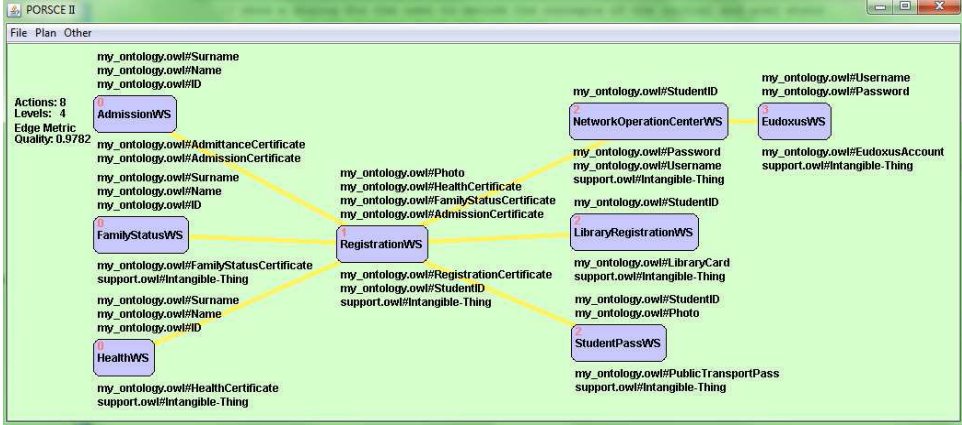 PORSCE II
File Plan Other
Actions: 8
Levels: 4
Edge Metric
Quality: 0.9782
my_ontology.owl#Surname
my_ontology.owl#Name
my_ontology.owl#ID
0
AdmissionWS
my_ontology.owl#AdmittanceCertificate
my_ontology.owl#AdmissionCertificate
my_ontology.owl#Surname
my_ontology.owl#Name
my_ontology.owl#ID
0
FamilyStatusWS
my_ontology.owl#FamilyStatusCertificate
support.owl#Intangible-Thing
my_ontology.owl#Surname
my_ontology.owl#Name
my_ontology.owl#ID
0
HealthWS
my_ontology.owl#HealthCertificate
support.owl#Intangible-Thing
my_ontology.owl#Photo
my_ontology.owl#HealthCertificate
my_ontology.owl#FamilyStatusCertificate
my_ontology.owl#AdmissionCertificate
1
RegistrationWS
my_ontology.owl#RegistrationCertificate
my_ontology.owl#StudentID
support.owl#Intangible-Thing
my_ontology.owl#StudentID
2
NetworkOperationCenterWS
my_ontology.owl#Password
my_ontology.owl#Username
support.owl#Intangible-Thing
my_ontology.owl#StudentID
2
LibraryRegistrationWS
my_ontology.owl#LibraryCard
support.owl#Intangible-Thing
my_ontology.owl#StudentID
my_ontology.owl#Photo
2
StudentPassWS
my_ontology.owl#PublicTransportPass
support.owl#Intangible-Thing
my_ontology.owl#Username
my_ontology.owl#Password
3
EudoxusWS
my_ontology.owl#EudoxusAccount
support.owl#Intangible-Thing